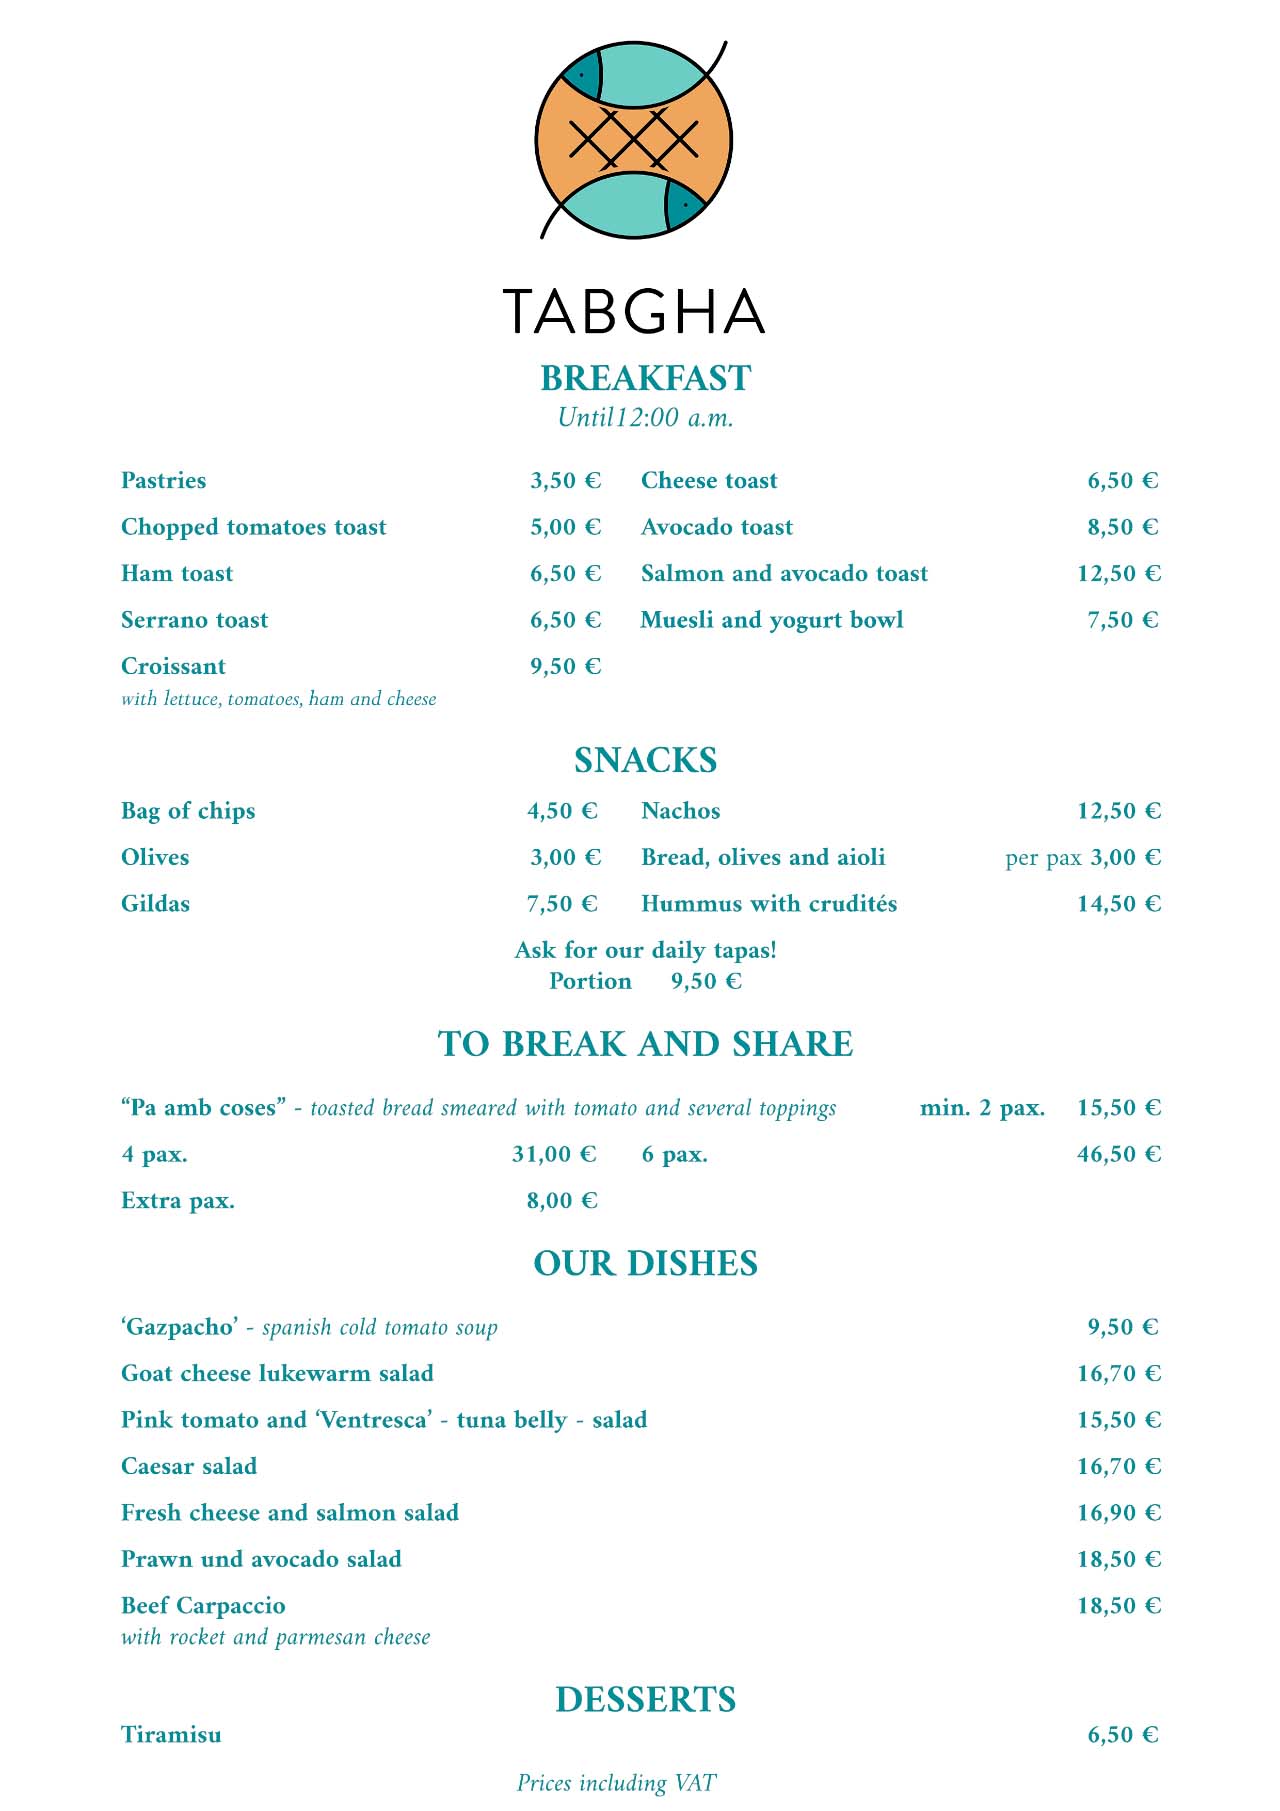 TABGHA
BREAKFAST
Until12:00 a.m.
Pastries 3,50 € Cheese toast 6,50 €
Chopped tomatoes toast 5,00 € Avocado toast 8,50 €
Ham toast 6,50 € Salmon and avocado toast 12,50 €
Serrano toast 6,50 € Muesli and yogurt bowl 7,50 €
Croissant 9,50 €
with lettuce, tomatoes, ham and cheese
SNACKS
Bag of chips 4,50 € Nachos 12,50 €
Olives 3,00 € Bread, olives and aioli per pax 3,00 €
Gildas 7,50 € Hummus with crudités 14,50 €
Ask for our daily tapas!
Portion 9,50 €
TO BREAK AND SHARE
“Pa amb coses” - toasted bread smeared with tomato and several toppings min. 2 pax. 15,50 €
4 pax. 31,00 € 6 pax. 46,50 €
Extra pax. 8,00 €
OUR DISHES
‘Gazpacho’ - spanish cold tomato soup 9,50 €
Goat cheese lukewarm salad 16,70 €
Pink tomato and ‘Ventresca’ - tuna belly - salad 15,50 €
Caesar salad 16,70 €
Fresh cheese and salmon salad 16,90 €
Prawn und avocado salad 18,50 €
Beef Carpaccio 18,50 €
with rocket and parmesan cheese
DESSERTS
Tiramisu 6,50 €
Prices including VAT